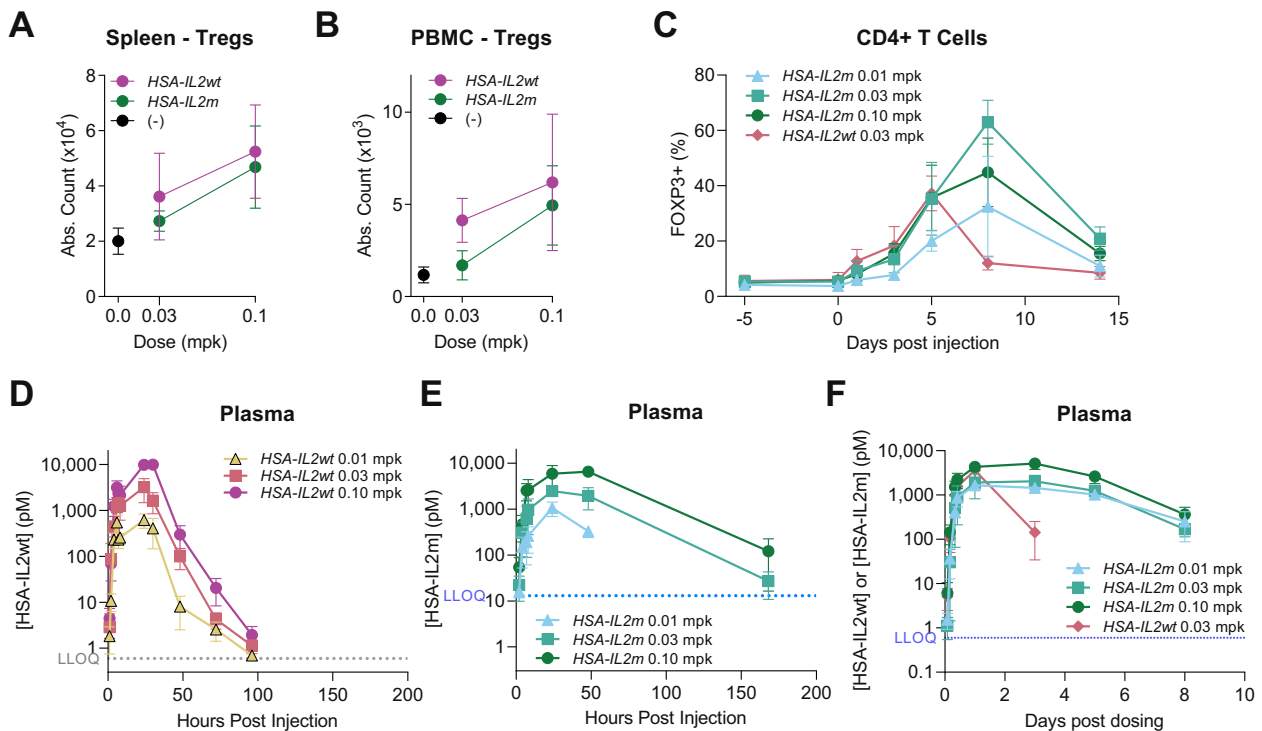 A
Spleen - Tregs
Abs. Count (x10⁴)
8
6
4
2
0
HSA-IL2wt
HSA-IL2m
(-)
0.0
0.03
0.1
Dose (mpk)
B
PBMC - Tregs
Abs. Count (x10³)
10
5
0
HSA-IL2wt
HSA-IL2m
(-)
0.0
0.03
0.1
Dose (mpk)
C
CD4+ T Cells
FOXP3+ (%)
80
60
40
20
0
HSA-IL2m 0.01 mpk
HSA-IL2m 0.03 mpk
HSA-IL2m 0.10 mpk
HSA-IL2wt 0.03 mpk
-5
0
5
10
15
Days post injection
D
Plasma
[HSA-IL2wt] (pM)
10,000
1,000
100
10
1
LLOQ
HSA-IL2wt 0.01 mpk
HSA-IL2wt 0.03 mpk
HSA-IL2wt 0.10 mpk
0
50
100
150
200
Hours Post Injection
E
Plasma
[HSA-IL2m] (pM)
10,000
1,000
100
10
1
LLOQ
HSA-IL2m 0.01 mpk
HSA-IL2m 0.03 mpk
HSA-IL2m 0.10 mpk
0
50
100
150
200
Hours Post Injection
F
Plasma
[HSA-IL2wt] or [HSA-IL2m] (pM)
10,000
1,000
100
10
1
0.1
LLOQ
HSA-IL2m 0.01 mpk
HSA-IL2m 0.03 mpk
HSA-IL2m 0.10 mpk
HSA-IL2wt 0.03 mpk
0
2
4
6
8
10
Days post dosing